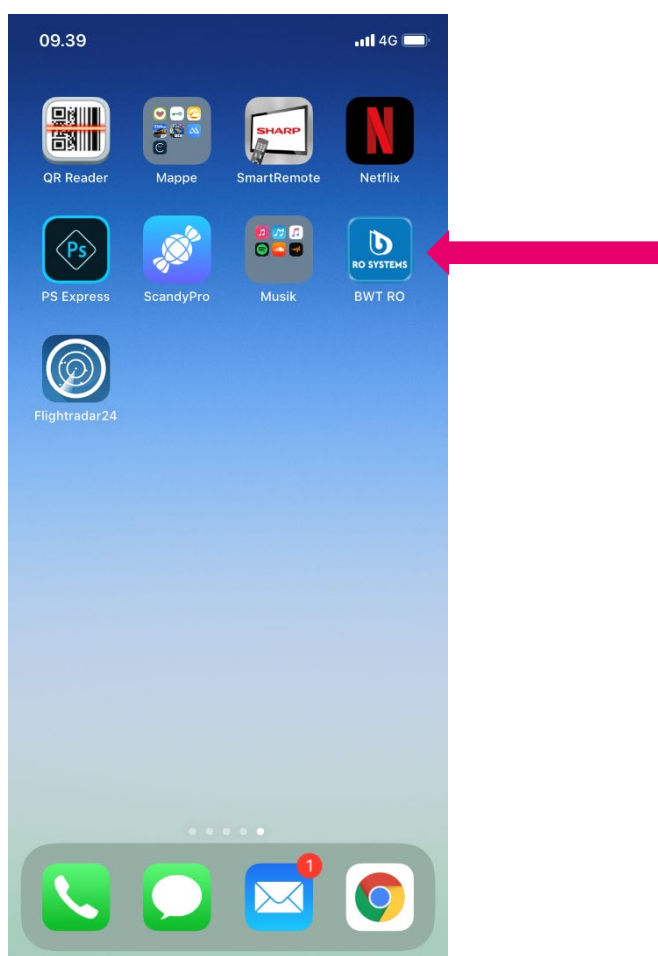 09.39 4G
SHARP
QR Reader Mappe SmartRemote Netflix
Ps RO SYSTEMS
PS Express ScandyPro Musik BWT RO
Flightradar24
1